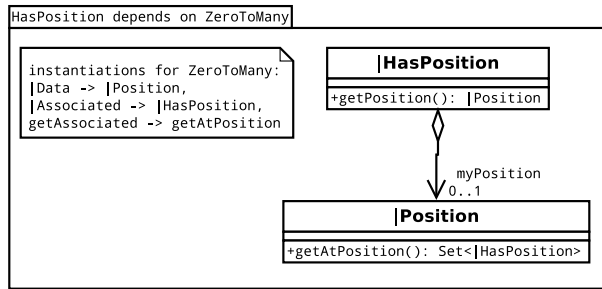 HasPosition depends on ZeroToMany
instantiations for ZeroToMany:
|Data -> |Position,
|Associated -> |HasPosition,
getAssociated -> getAtPosition
|HasPosition
+getPosition(): |Position
myPosition
0..1
|Position
+getAtPosition(): Set<|HasPosition>